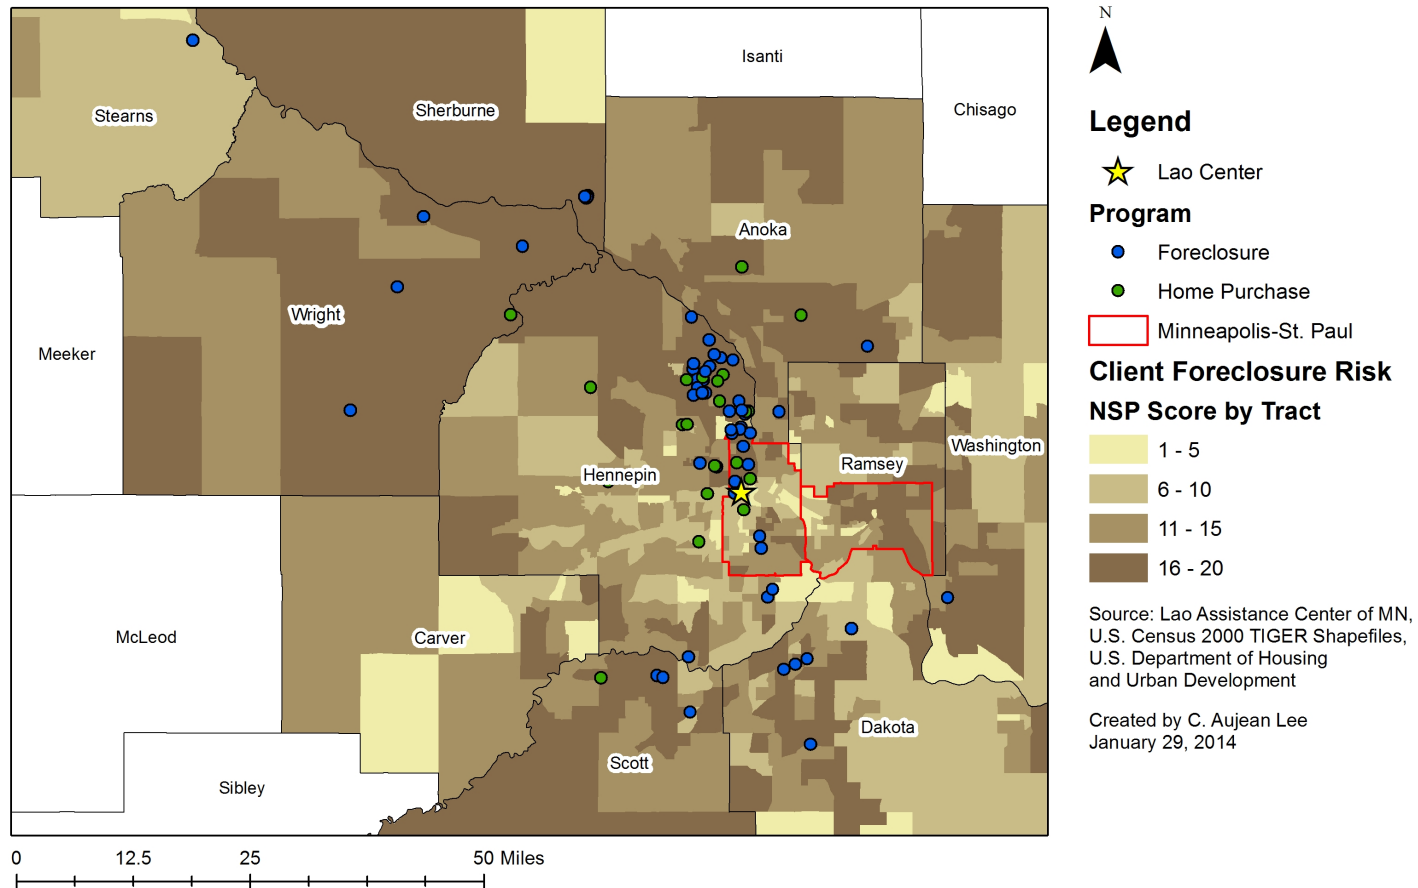 Isanti
Chisago
Stearns
Sherburne
Anoka
Wright
Meeker
Washington
Ramsey
Hennepin
McLeod
Carver
Dakota
Scott
Sibley
0 12.5 25 50 Miles
N
Legend
Lao Center
Program
Foreclosure
Home Purchase
Minneapolis-St. Paul
Client Foreclosure Risk
NSP Score by Tract
1 - 5
6 - 10
11 - 15
16 - 20
Source: Lao Assistance Center of MN,
U.S. Census 2000 TIGER Shapefiles,
U.S. Department of Housing
and Urban Development
Created by C. Aujean Lee
January 29, 2014